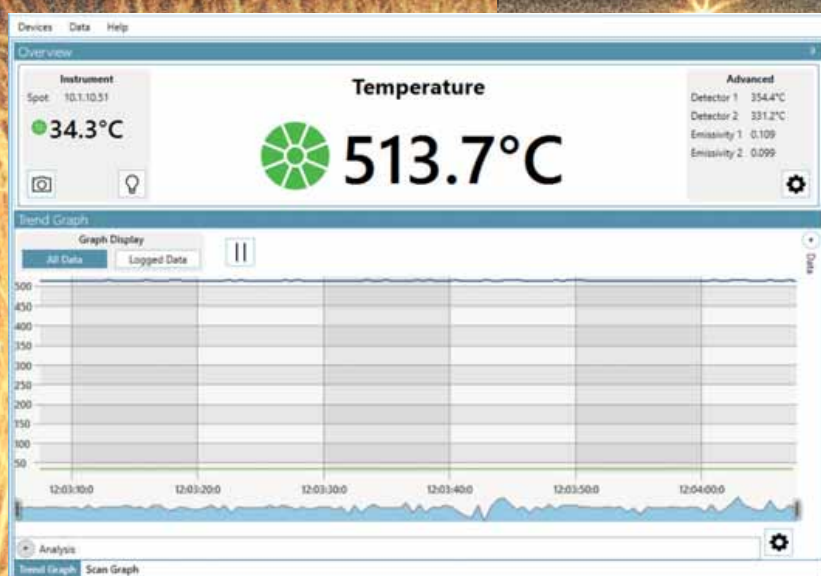 Devices Data Help
Overview
Instrument
Spot 10.1.10.51
34.3°C
Temperature
513.7°C
Advanced
Detector 1 354.4°C
Detector 2 331.2°C
Emissivity 1 0.109
Emissivity 2 0.099
Trend Graph
Graph Display
All Data Logged Data
Data
500
450
400
350
300
250
200
150
100
50
12:03:10:0 12:03:20:0 12:03:30:0 12:03:40:0 12:03:50:0 12:04:00:0
Analysis
Trend Graph Scan Graph